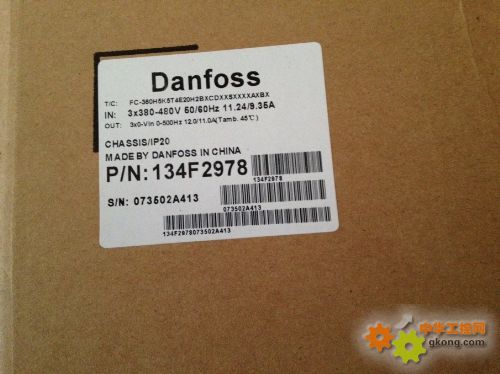 Danfoss
T/C: FC-360H5K5T4E20H2BXCDXXSXXXXAXBX
IN: 3x380-480V 50/60Hz 11.24/9.35A
OUT: 3x0-Vin 0-500Hz 12.0/11.0A(Tamb. 45℃)
CHASSIS/IP20
MADE BY DANFOSS IN CHINA
P/N:134F2978
134F2978
S/N: 073502A413
073502A413
134F2978073502A413
中华工控网
gkong.com